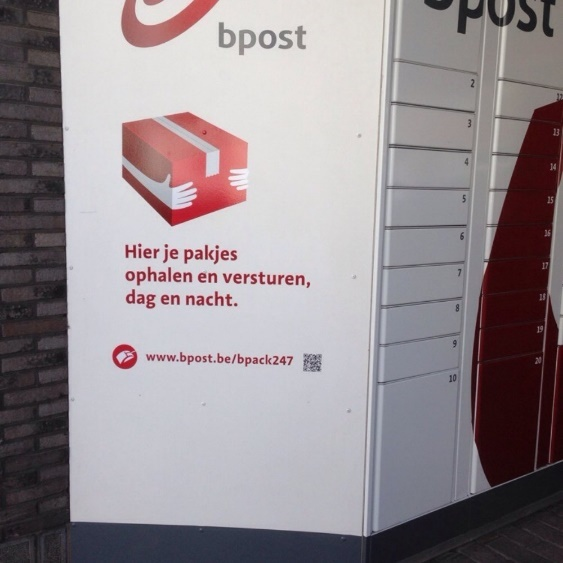 bpost
Hier je pakjes
ophalen en versturen,
dag en nacht.
www.bpost.be/bpack247
bpost
2
3
4
5
6
7
8
9
10
13
14
15
16
17
18
19
20